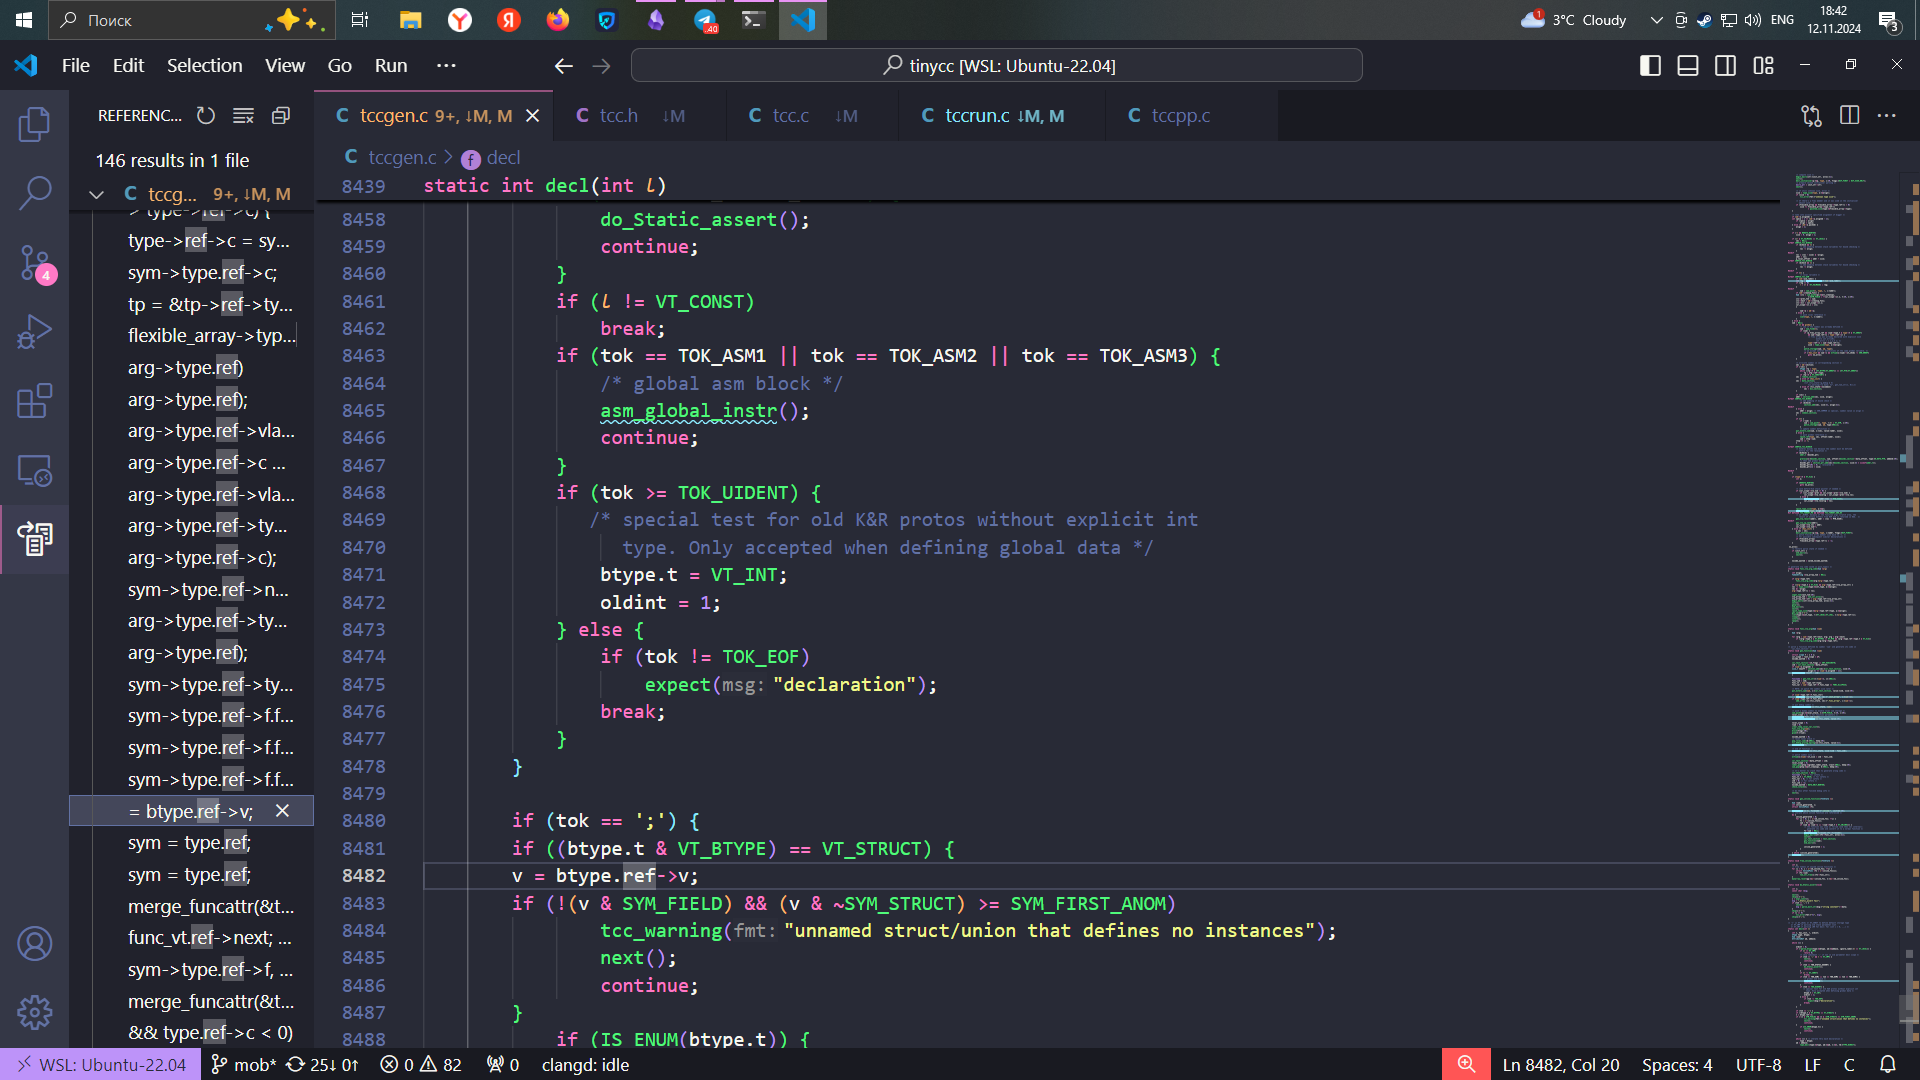 Поиск
.40
1
3°C Cloudy
ENG
18:42
12.11.2024
3
File Edit Selection View Go Run ···
tinycc [WSL: Ubuntu-22.04]
REFERENC...
tccgen.c 9+, ↓M, M
tcc.h ↓M
tcc.c ↓M
tccrun.c ↓M, M
tccpp.c
146 results in 1 file
C tccg... 9+, ↓M, M
> type->ref->c) {
type->ref->c = sy...
sym->type.ref->c;
tp = &tp->ref->ty...
flexible_array->typ...
arg->type.ref)
arg->type.ref);
arg->type.ref->vla...
arg->type.ref->c ...
arg->type.ref->vla...
arg->type.ref->ty...
arg->type.ref->c);
sym->type.ref->n...
arg->type.ref->ty...
arg->type.ref);
sym->type.ref->ty...
sym->type.ref->f.f...
sym->type.ref->f.f...
sym->type.ref->f.f...
= btype.ref->v;
sym = type.ref;
sym = type.ref;
merge_funcattr(&t...
func_vt.ref->next; ...
sym->type.ref->f, ...
merge_funcattr(&t...
&& type.ref->c < 0)
4
C tccgen.c > f decl
8439 static int decl(int l)
8458 do_Static_assert();
8459 continue;
8460 }
8461 if (l != VT_CONST)
8462 break;
8463 if (tok == TOK_ASM1 || tok == TOK_ASM2 || tok == TOK_ASM3) {
8464 /* global asm block */
8465 asm_global_instr();
8466 continue;
8467 }
8468 if (tok >= TOK_UIDENT) {
8469 /* special test for old K&R protos without explicit int
8470 type. Only accepted when defining global data */
8471 btype.t = VT_INT;
8472 oldint = 1;
8473 } else {
8474 if (tok != TOK_EOF)
8475 expect(msg: "declaration");
8476 break;
8477 }
8478 }
8479
8480 if (tok == ';') {
8481 if ((btype.t & VT_BTYPE) == VT_STRUCT) {
8482 v = btype.ref->v;
8483 if (!(v & SYM_FIELD) && (v & ~SYM_STRUCT) >= SYM_FIRST_ANOM)
8484 tcc_warning(fmt: "unnamed struct/union that defines no instances");
8485 next();
8486 continue;
8487 }
8488 if (IS_ENUM(btype.t)) {
WSL: Ubuntu-22.04 mob* 25↓ 0↑ 0 82 0 clangd: idle
Ln 8482, Col 20 Spaces: 4 UTF-8 LF C